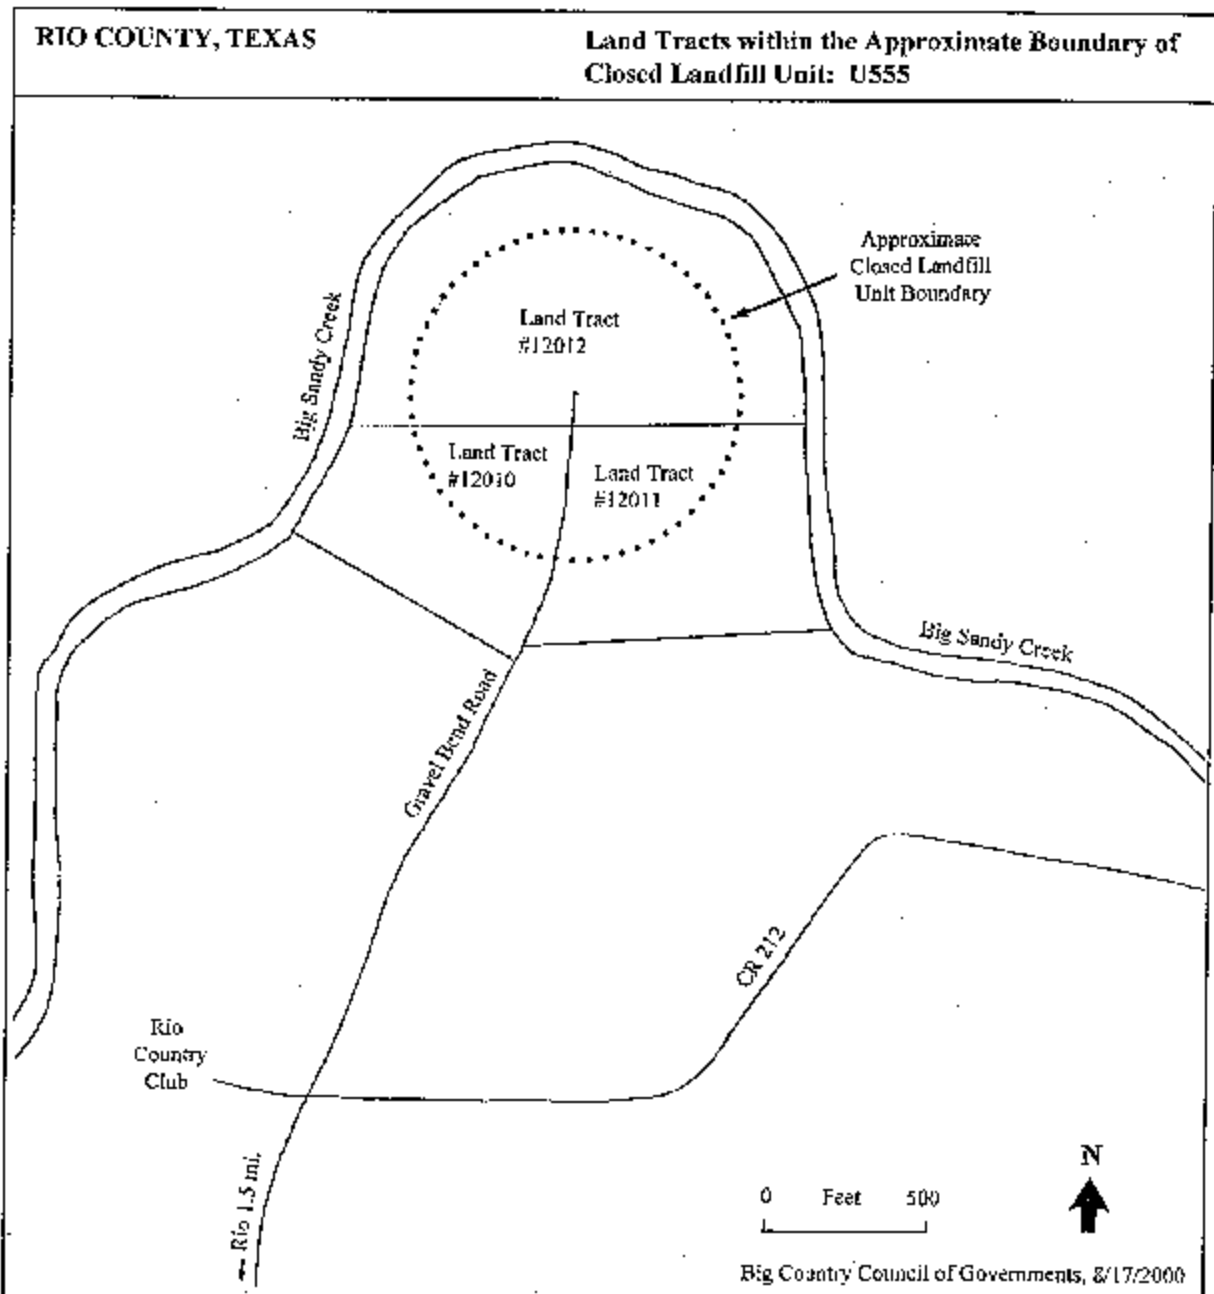 RIO COUNTY, TEXAS
Land Tracts within the Approximate Boundary of
Closed Landfill Unit: U555
Approximate
Closed Landfill
Unit Boundary
Land Tract
#12012
Big Sandy Creek
Land Tract
#12010
Land Tract
#12011
Big Sandy Creek
Gravel Bend Road
CR 212
Rio
Country
Club
← Rio 1.5 mi.
N
0 Feet 500
Big Country Council of Governments, 8/17/2000